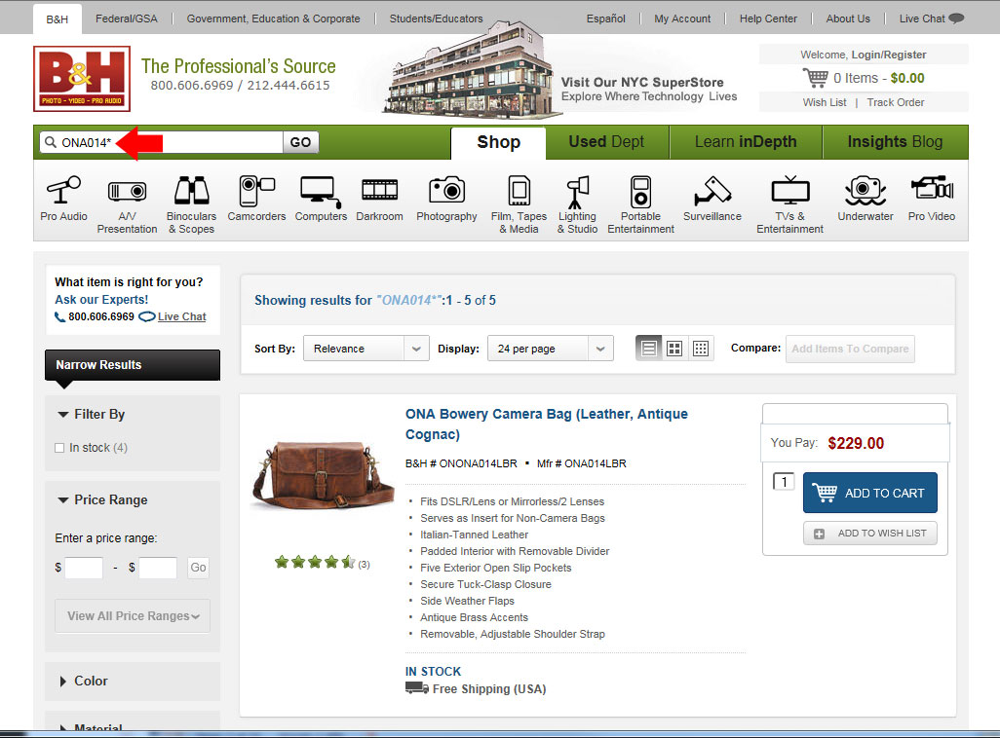 B&H Federal/GSA Government, Education & Corporate Students/Educators Español My Account Help Center About Us Live Chat
B&H
PHOTO - VIDEO - PRO AUDIO
The Professional's Source
800.606.6969 / 212.444.6615
Visit Our NYC SuperStore
Explore Where Technology Lives
Welcome, Login/Register
0 Items - $0.00
Wish List | Track Order
ONA014* GO Shop Used Dept Learn inDepth Insights Blog
Pro Audio
A/V
Presentation
Binoculars
& Scopes
Camcorders
Computers
Darkroom
Photography
Film, Tapes
& Media
Lighting
& Studio
Portable
Entertainment
Surveillance
TVs &
Entertainment
Underwater
Pro Video
What item is right for you?
Ask our Experts!
800.606.6969 Live Chat
Narrow Results
Filter By
In stock (4)
Price Range
Enter a price range:
$ - $ Go
View All Price Ranges
Color
Material
Showing results for "ONA014*":1 - 5 of 5
Sort By: Relevance Display: 24 per page Compare: Add Items To Compare
ONA Bowery Camera Bag (Leather, Antique
Cognac)
B&H # ONONA014LBR • Mfr # ONA014LBR
• Fits DSLR/Lens or Mirrorless/2 Lenses
• Serves as Insert for Non-Camera Bags
• Italian-Tanned Leather
• Padded Interior with Removable Divider
• Five Exterior Open Slip Pockets
• Secure Tuck-Clasp Closure
• Side Weather Flaps
• Antique Brass Accents
• Removable, Adjustable Shoulder Strap
(3)
IN STOCK
Free Shipping (USA)
You Pay: $229.00
1 ADD TO CART
ADD TO WISH LIST